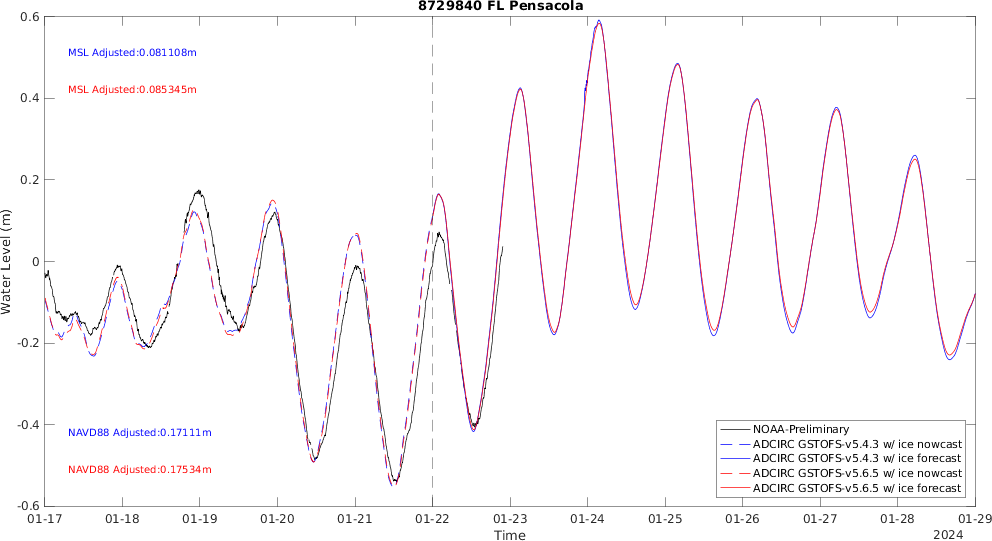 8729840 FL Pensacola
0.6
0.4
0.2
0
-0.2
-0.4
-0.6
Water Level (m)
MSL Adjusted:0.081108m
MSL Adjusted:0.085345m
NAVD88 Adjusted:0.17111m
NAVD88 Adjusted:0.17534m
NOAA-Preliminary
ADCIRC GSTOFS-v5.4.3 w/ ice nowcast
ADCIRC GSTOFS-v5.4.3 w/ ice forecast
ADCIRC GSTOFS-v5.6.5 w/ ice nowcast
ADCIRC GSTOFS-v5.6.5 w/ ice forecast
01-17 01-18 01-19 01-20 01-21 01-22 01-23 01-24 01-25 01-26 01-27 01-28 01-29
Time
2024